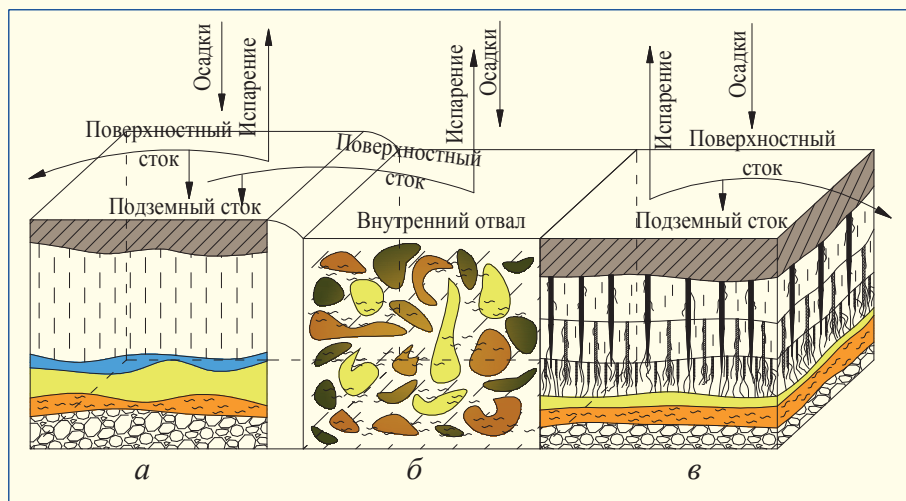 Осадки
Испарение
Испарение
Осадки
Испарение
Осадки
Поверхностный
сток
Поверхностный
сток
Поверхностный
сток
Подземный сток
Внутренний отвал
Подземный сток
а
б
в